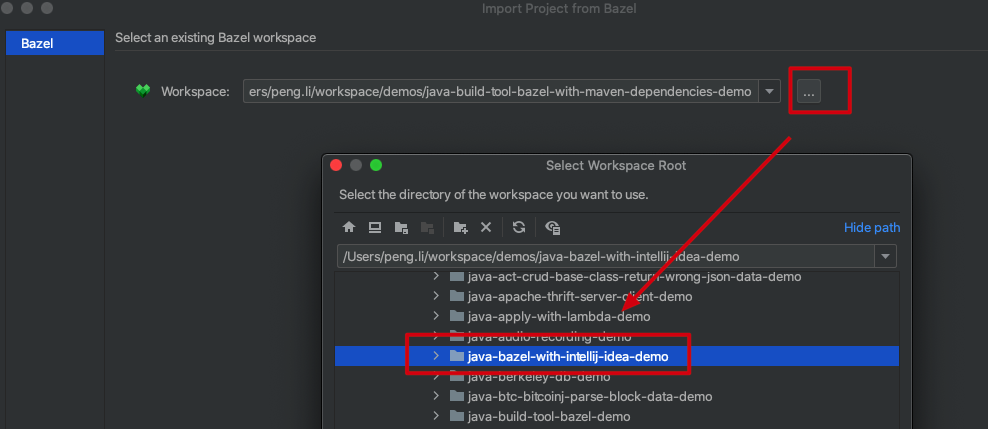 Import Project from Bazel
Bazel
Select an existing Bazel workspace
Workspace: ers/peng.li/workspace/demos/java-build-tool-bazel-with-maven-dependencies-demo ...
Select Workspace Root
Select the directory of the workspace you want to use.
Hide path
/Users/peng.li/workspace/demos/java-bazel-with-intellij-idea-demo
java-act-crud-base-class-return-wrong-json-data-demo
java-apache-thrift-server-client-demo
java-apply-with-lambda-demo
java-audio-recording-demo
java-bazel-with-intellij-idea-demo
java-berkeley-db-demo
java-btc-bitcoinj-parse-block-data-demo
java-build-tool-bazel-demo